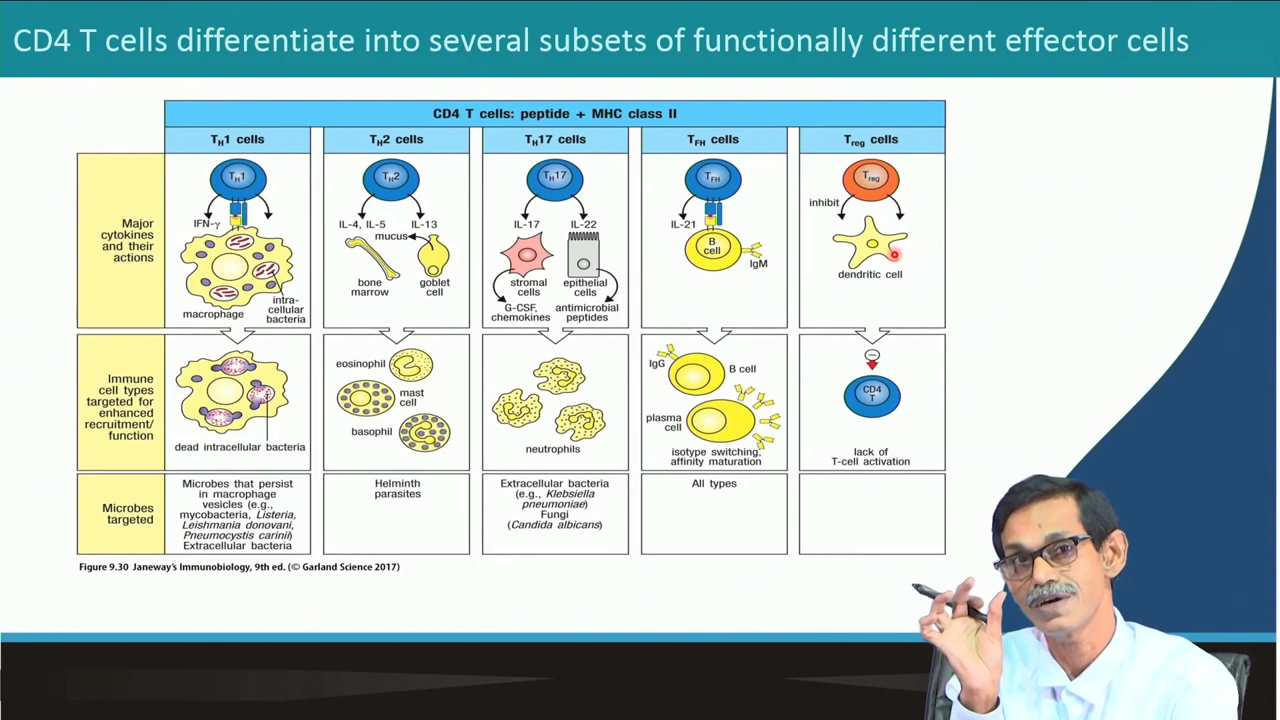 CD4 T cells differentiate into several subsets of functionally different effector cells
CD4 T cells: peptide + MHC class II
TH1 cells
TH2 cells
TH17 cells
TFH cells
Treg cells
Major
cytokines
and their
actions
TH1
IFN-γ
macrophage
intra-
cellular
bacteria
TH2
IL-4, IL-5
IL-13
mucus
bone
marrow
goblet
cell
TH17
IL-17
IL-22
stromal
cells
epithelial
cells
G-CSF,
chemokines
antimicrobial
peptides
TFH
IL-21
B
cell
IgM
Treg
inhibit
dendritic cell
Immune
cell types
targeted for
enhanced
recruitment/
function
dead intracellular bacteria
eosinophil
mast
cell
basophil
neutrophils
IgG
B cell
plasma
cell
isotype switching,
affinity maturation
−
CD4
T
lack of
T-cell activation
Microbes
targeted
Microbes that persist
in macrophage
vesicles (e.g.,
mycobacteria, Listeria,
Leishmania donovani,
Pneumocystis carinii)
Extracellular bacteria
Helminth
parasites
Extracellular bacteria
(e.g., Klebsiella
pneumoniae)
Fungi
(Candida albicans)
All types
Figure 9.30 Janeway's Immunobiology, 9th ed. (© Garland Science 2017)